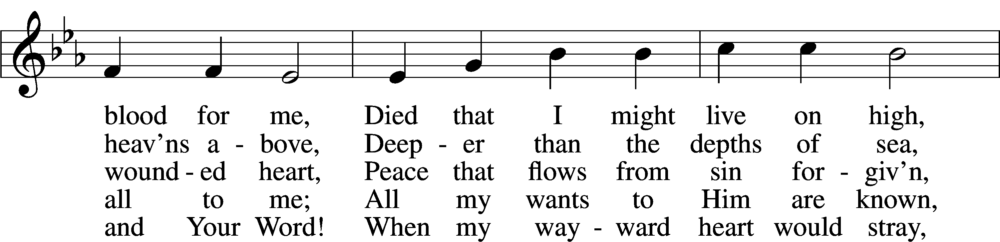 blood for me, Died that I might live on high,
heav’ns a - bove, Deep - er than the depths of sea,
wound - ed heart, Peace that flows from sin for - giv’n,
all to me; All my wants to Him are known,
and Your Word! When my way - ward heart would stray,